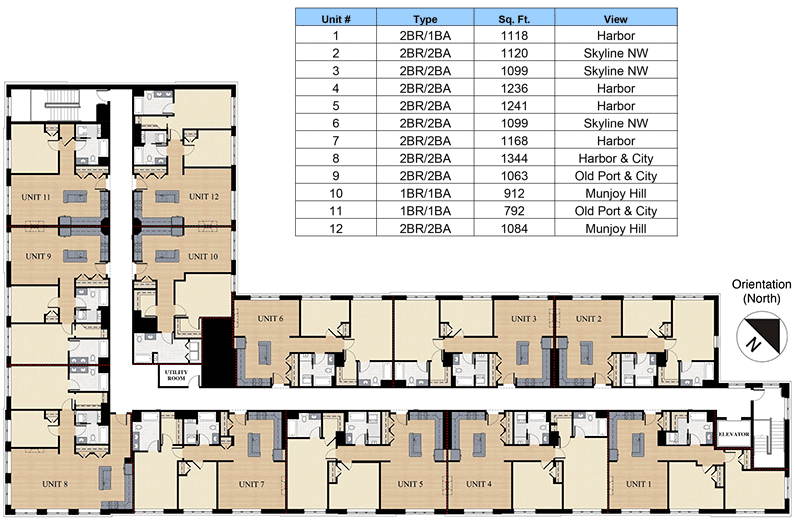 Unit # Type Sq. Ft. View
1 2BR/1BA 1118 Harbor
2 2BR/2BA 1120 Skyline NW
3 2BR/2BA 1099 Skyline NW
4 2BR/2BA 1236 Harbor
5 2BR/2BA 1241 Harbor
6 2BR/2BA 1099 Skyline NW
7 2BR/2BA 1168 Harbor
8 2BR/2BA 1344 Harbor & City
9 2BR/2BA 1063 Old Port & City
10 1BR/1BA 912 Munjoy Hill
11 1BR/1BA 792 Old Port & City
12 2BR/2BA 1084 Munjoy Hill
UNIT 11
UNIT 12
UNIT 9
UNIT 10
Orientation
(North)
N
UNIT 6
UNIT 3
UNIT 2
UTILITY
ROOM
ELEVATOR
UNIT 8
UNIT 7
UNIT 5
UNIT 4
UNIT 1